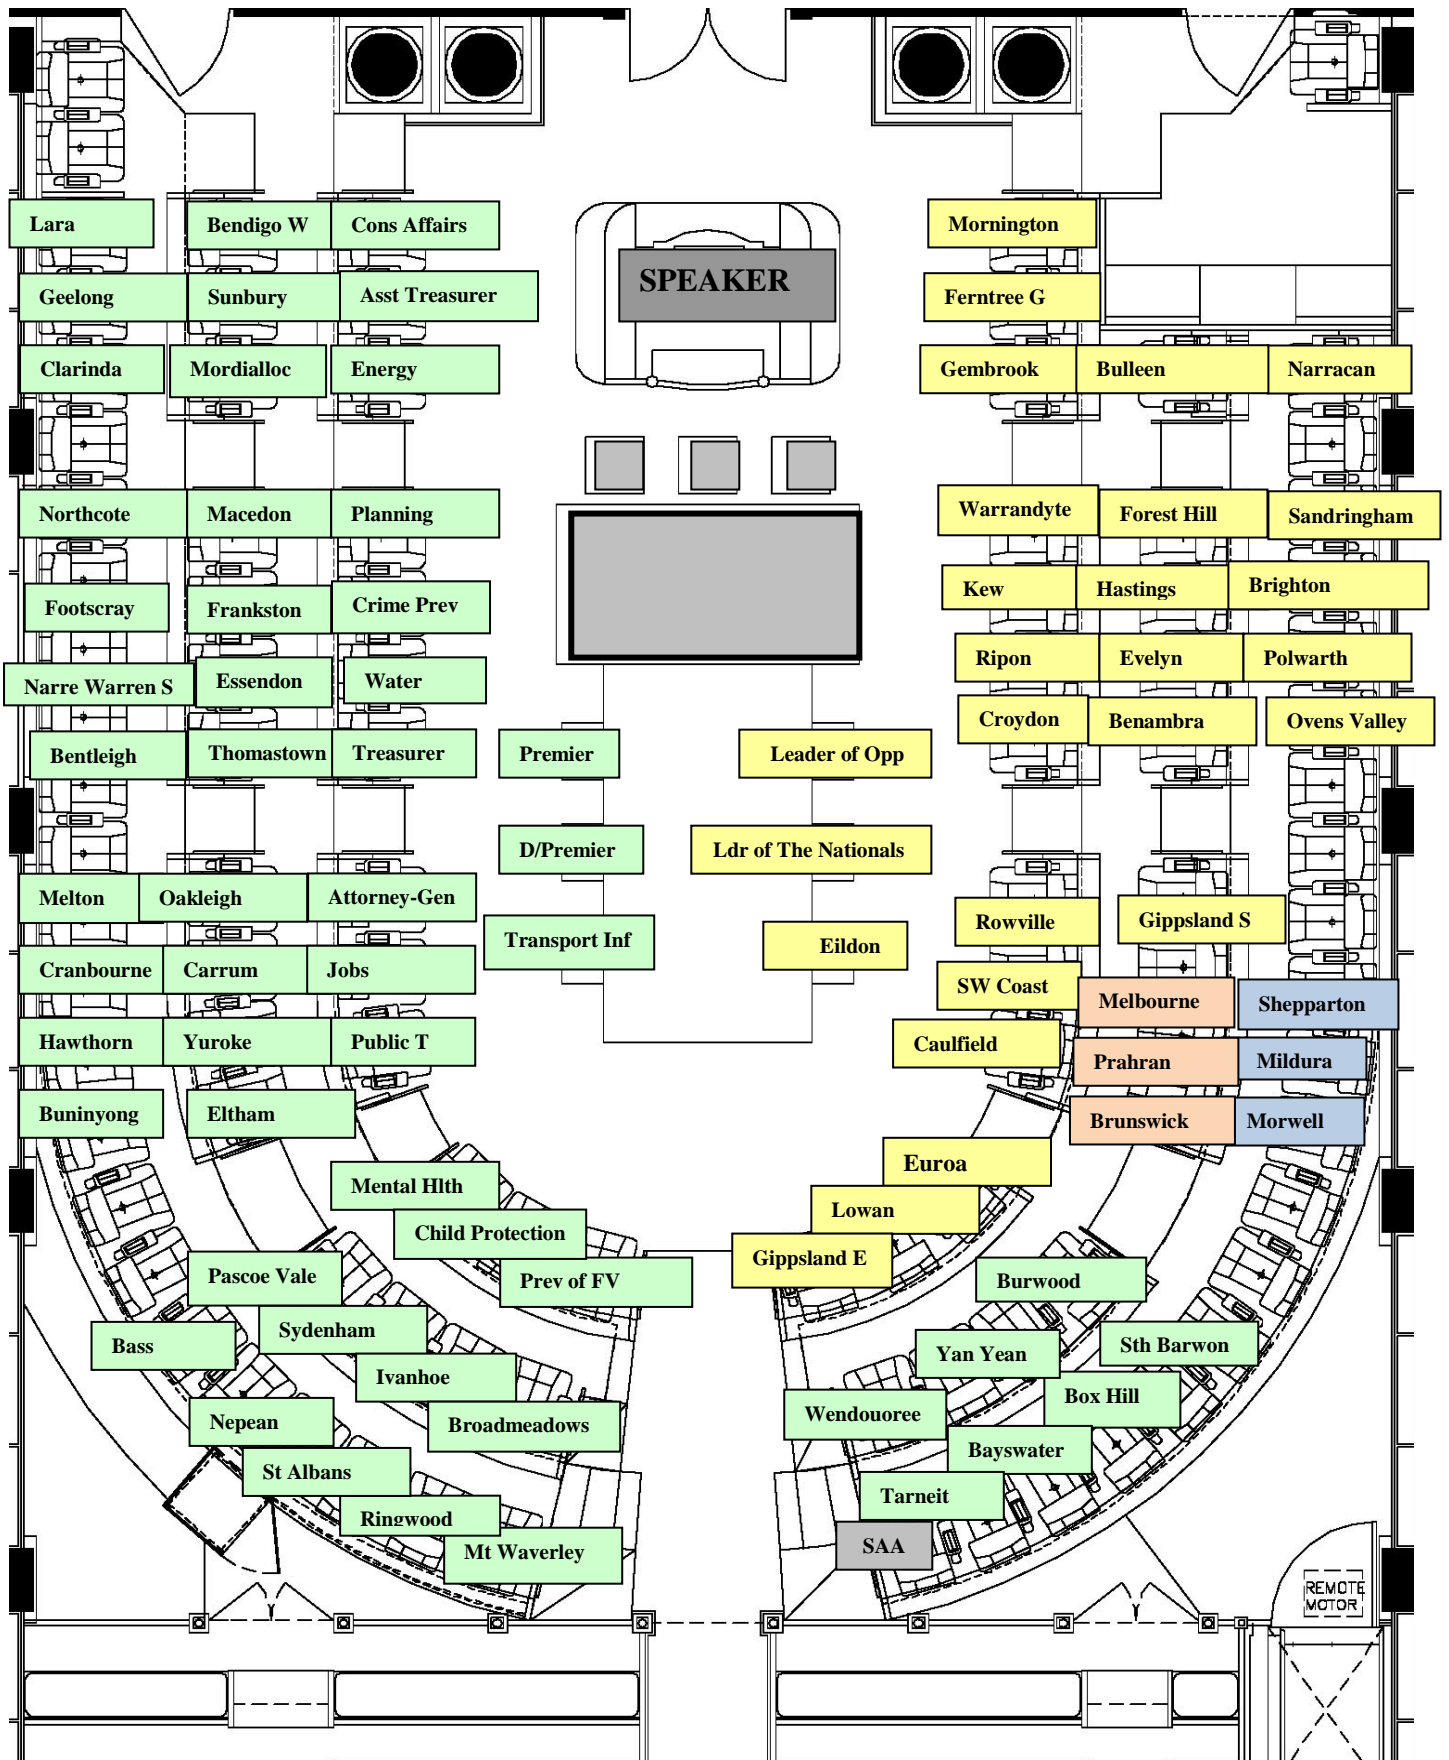 Lara
Bendigo W
Cons Affairs
Mornington
SPEAKER
Geelong
Sunbury
Asst Treasurer
Ferntree G
Clarinda
Mordialloc
Energy
Gembrook
Bulleen
Narracan
Northcote
Macedon
Planning
Warrandyte
Forest Hill
Sandringham
Footscray
Frankston
Crime Prev
Kew
Hastings
Brighton
Narre Warren S
Essendon
Water
Ripon
Evelyn
Polwarth
Bentleigh
Thomastown
Treasurer
Premier
Leader of Opp
Croydon
Benambra
Ovens Valley
D/Premier
Ldr of The Nationals
Melton
Oakleigh
Attorney-Gen
Transport Inf
Eildon
Rowville
Gippsland S
Cranbourne
Carrum
Jobs
SW Coast
Melbourne
Shepparton
Hawthorn
Yuroke
Public T
Caulfield
Prahran
Mildura
Buninyong
Eltham
Brunswick
Morwell
Mental Hlth
Euroa
Child Protection
Lowan
Pascoe Vale
Prev of FV
Gippsland E
Burwood
Bass
Sydenham
Yan Yean
Sth Barwon
Ivanhoe
Box Hill
Nepean
Broadmeadows
Wendouoree
St Albans
Bayswater
Ringwood
Tarneit
Mt Waverley
SAA
REMOTE
MOTOR